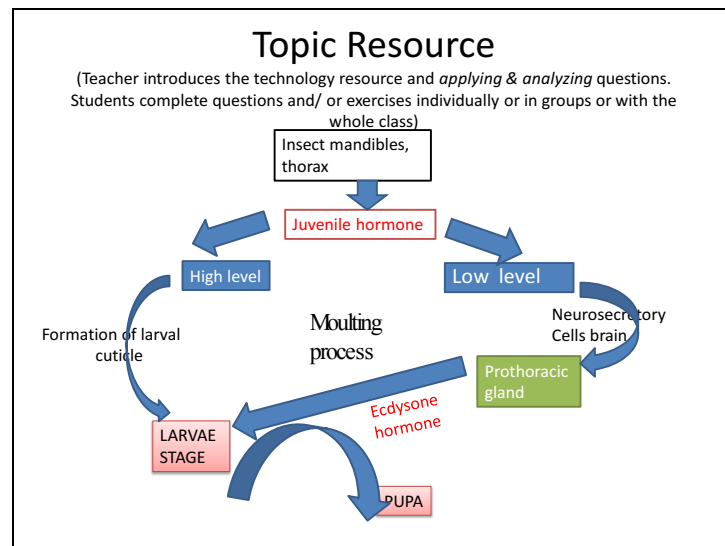 Topic Resource
(Teacher introduces the technology resource and applying & analyzing questions.
Students complete questions and/ or exercises individually or in groups or with the
whole class)
Insect mandibles,
thorax
Juvenile hormone
High level
Low level
Formation of larval
cuticle
Moulting
process
Neurosecretory
Cells brain
Prothoracic
gland
Ecdysone
hormone
LARVAE
STAGE
PUPA